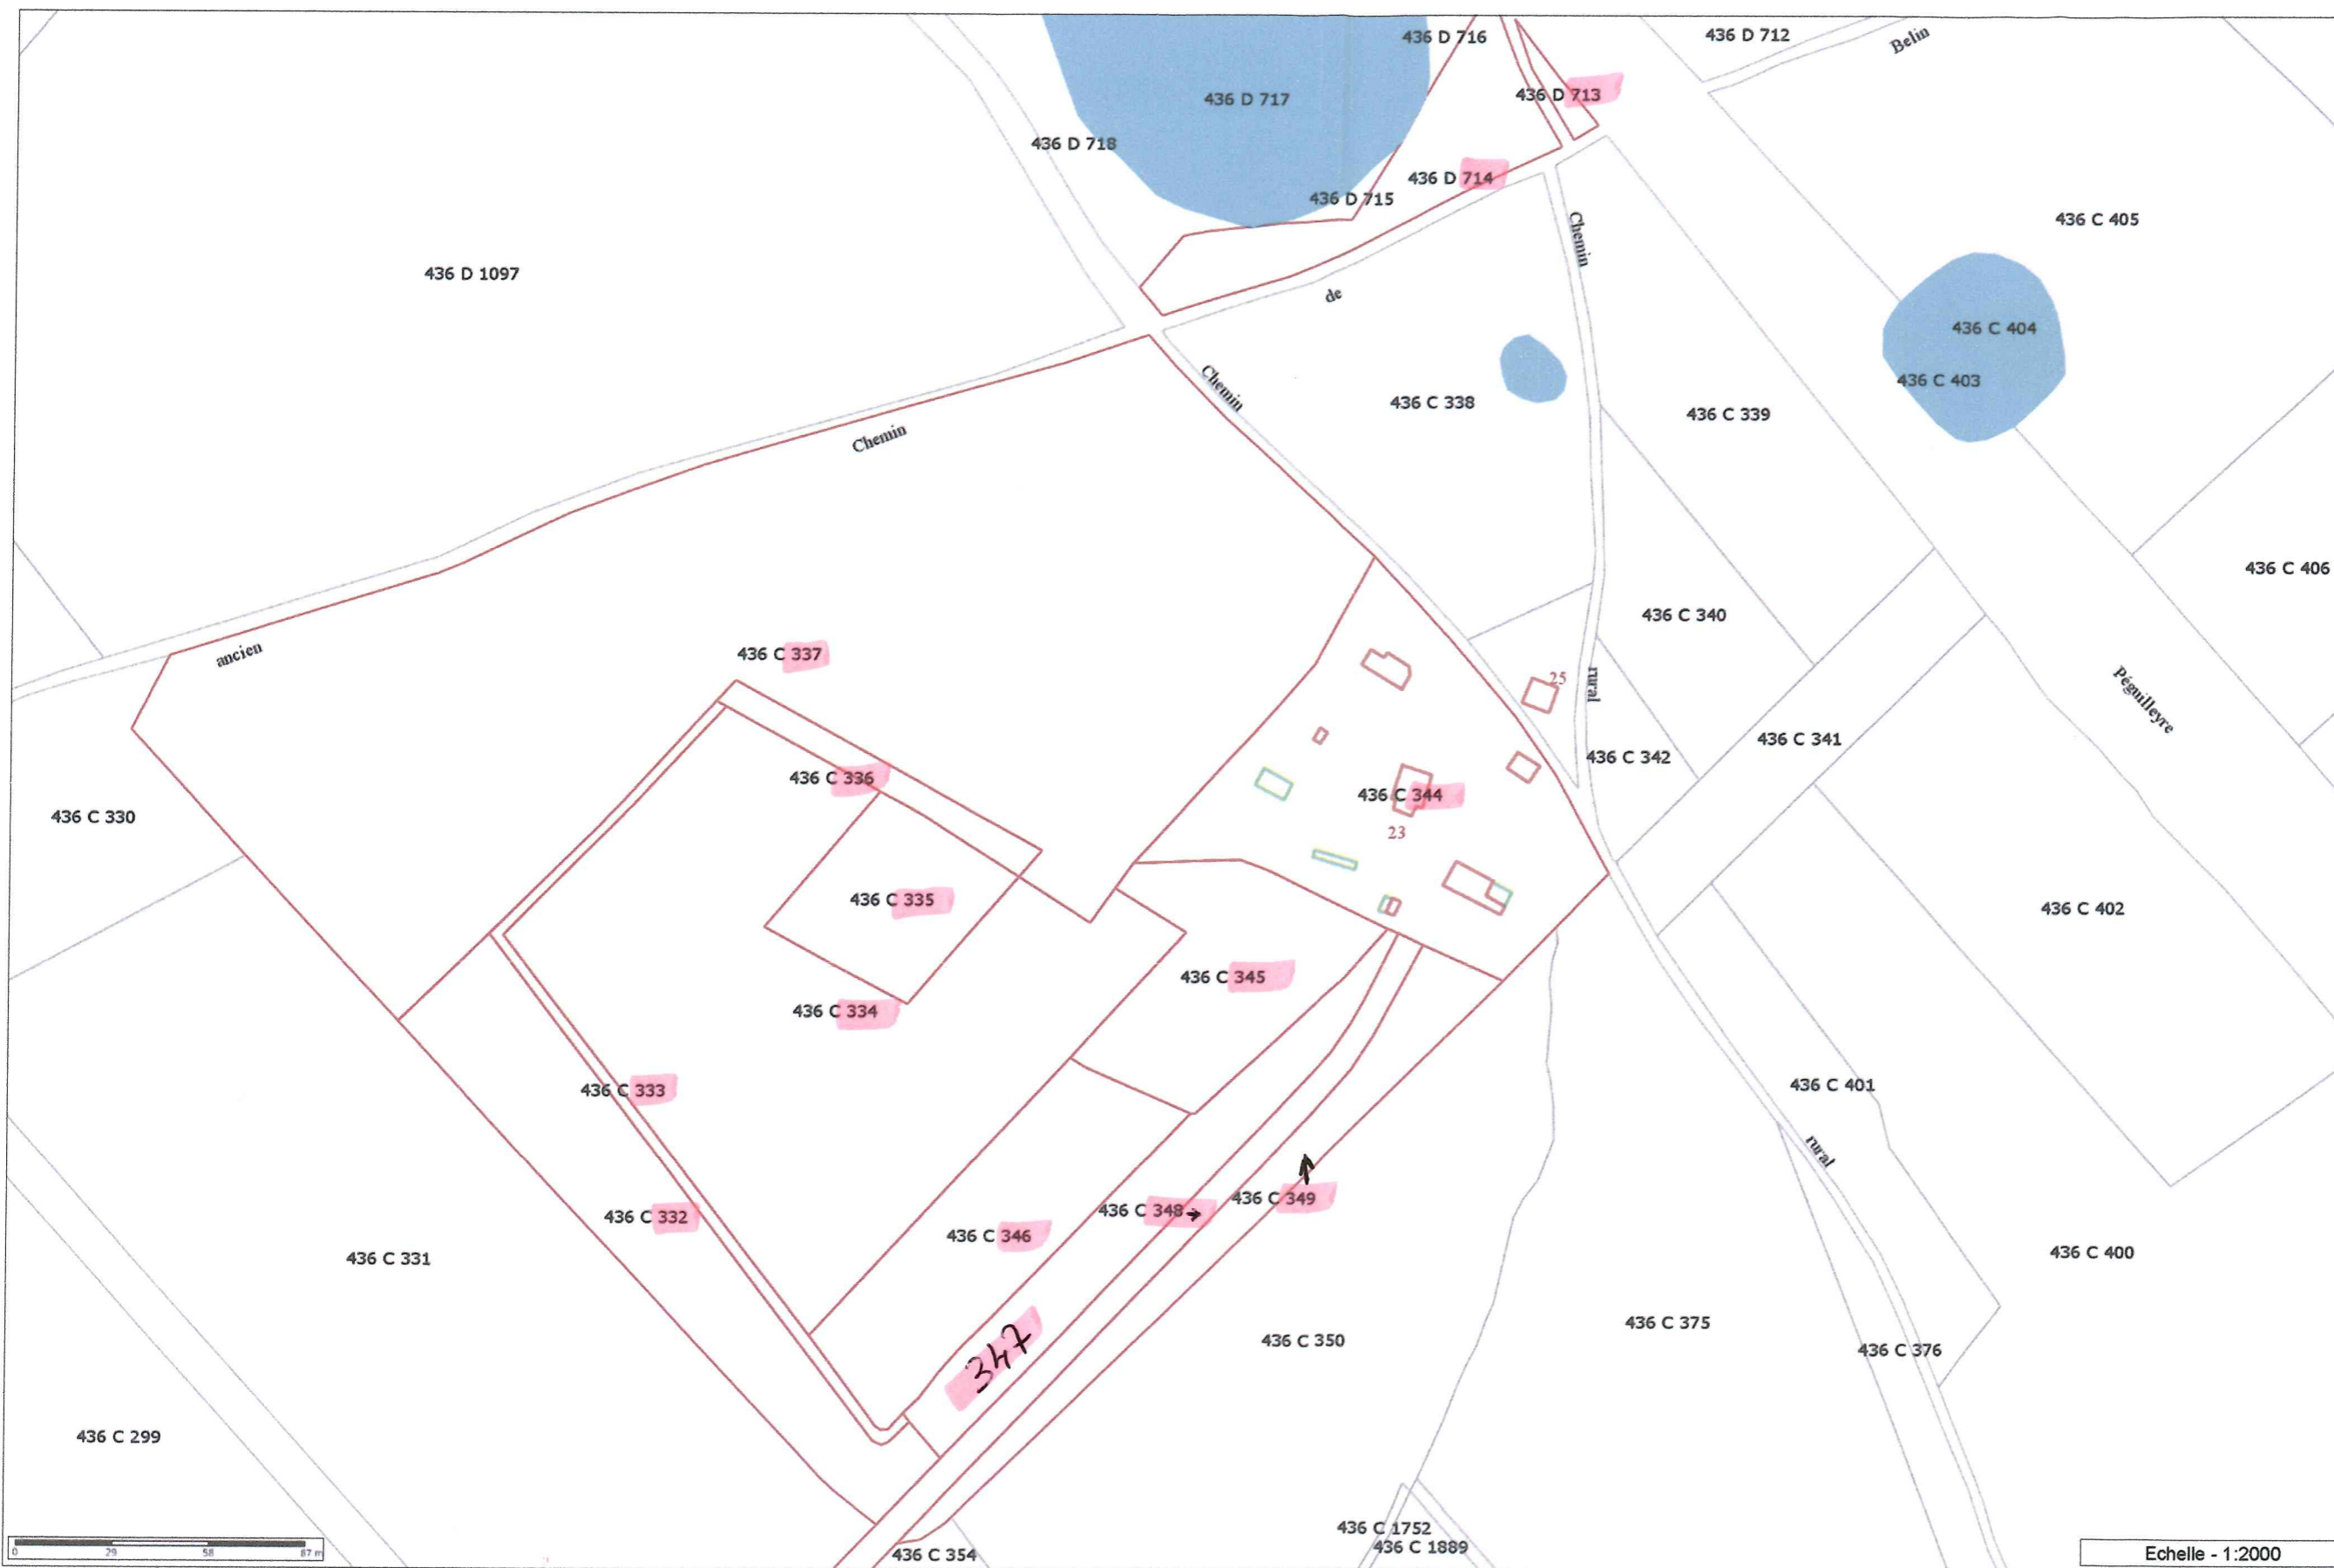 436 D 716
436 D 712
Belin
436 D 717
436 D 713
436 D 718
436 D 714
436 D 715
Chemin
436 C 405
436 D 1097
de
436 C 404
436 C 403
Chemin
436 C 338
436 C 339
Chemin
436 C 406
436 C 340
ancien
436 C 337
25
rural
Péguilleyre
436 C 341
436 C 342
436 C 336
436 C 344
23
436 C 330
436 C 335
436 C 402
436 C 345
436 C 334
436 C 333
436 C 401
rural
436 C 349
436 C 348
436 C 332
436 C 346
436 C 331
436 C 400
347
436 C 350
436 C 375
436 C 376
436 C 299
436 C 1752
436 C 1889
436 C 354
0 29 58 87 m
Echelle - 1:2000